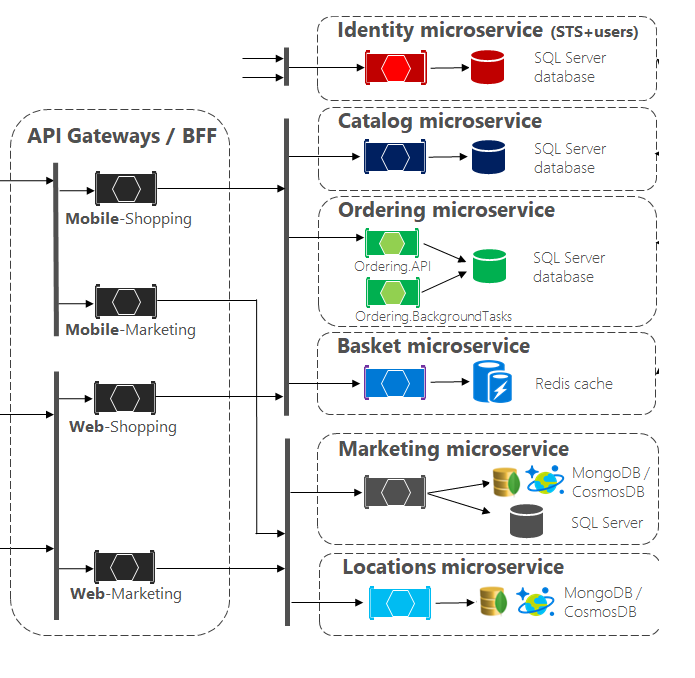 Identity microservice (STS+users)
SQL Server
database
API Gateways / BFF
Mobile-Shopping
Mobile-Marketing
Web-Shopping
Web-Marketing
Catalog microservice
SQL Server
database
Ordering microservice
Ordering.API
SQL Server
database
Ordering.BackgroundTasks
Basket microservice
Redis cache
Marketing microservice
MongoDB /
CosmosDB
SQL Server
Locations microservice
MongoDB /
CosmosDB